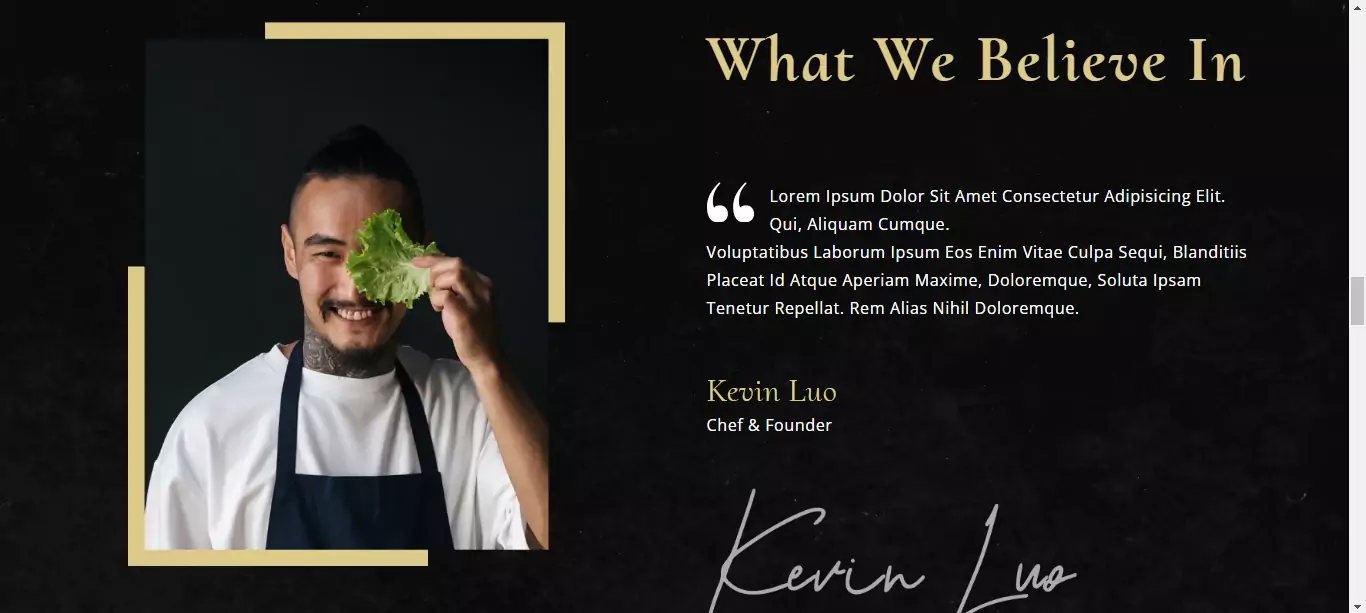 What We Believe In
“ Lorem Ipsum Dolor Sit Amet Consectetur Adipisicing Elit.
Qui, Aliquam Cumque.
Voluptatibus Laborum Ipsum Eos Enim Vitae Culpa Sequi, Blanditiis
Placeat Id Atque Aperiam Maxime, Doloremque, Soluta Ipsam
Tenetur Repellat. Rem Alias Nihil Doloremque.
Kevin Luo
Chef & Founder
Kevin Luo